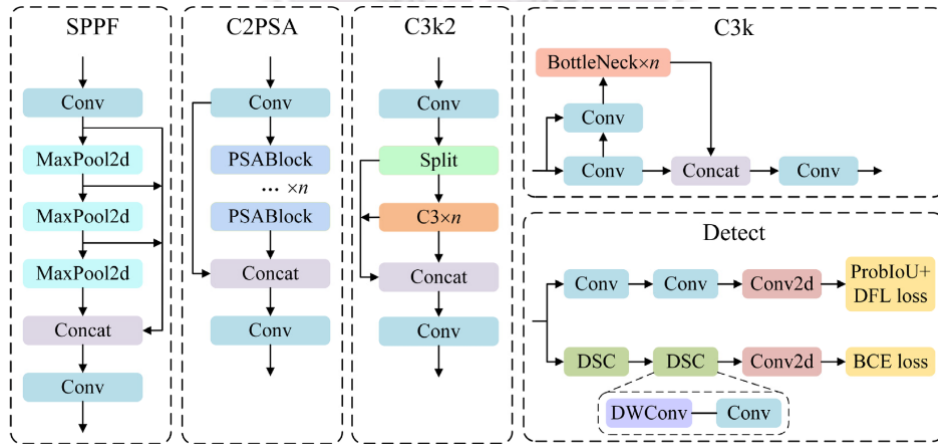 SPPF
Conv
MaxPool2d
MaxPool2d
MaxPool2d
Concat
Conv
C2PSA
Conv
PSABlock
... ×n
PSABlock
Concat
Conv
C3k2
Conv
Split
C3×n
Concat
Conv
C3k
BottleNeck×n
Conv
Conv
Concat
Conv
Detect
Conv
Conv
Conv2d
ProbIoU+
DFL loss
DSC
DSC
Conv2d
BCE loss
DWConv
Conv